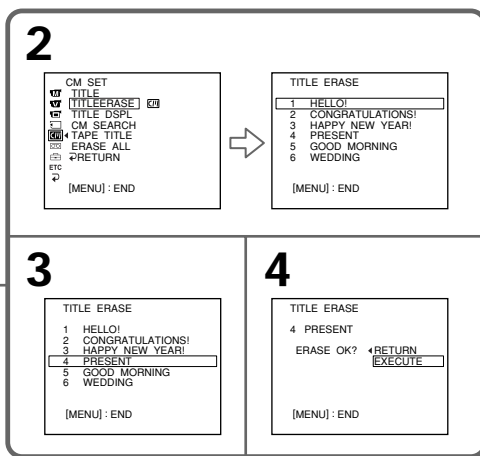 2
CM SET
TITLE
TITLEERASE
TITLE DSPL
CM SEARCH
TAPE TITLE
ERASE ALL
RETURN
ETC
[MENU] : END
TITLE ERASE
1 HELLO!
2 CONGRATULATIONS!
3 HAPPY NEW YEAR!
4 PRESENT
5 GOOD MORNING
6 WEDDING
[MENU] : END
3
TITLE ERASE
1 HELLO!
2 CONGRATULATIONS!
3 HAPPY NEW YEAR!
4 PRESENT
5 GOOD MORNING
6 WEDDING
[MENU] : END
4
TITLE ERASE
4 PRESENT
ERASE OK? RETURN
EXECUTE
[MENU] : END